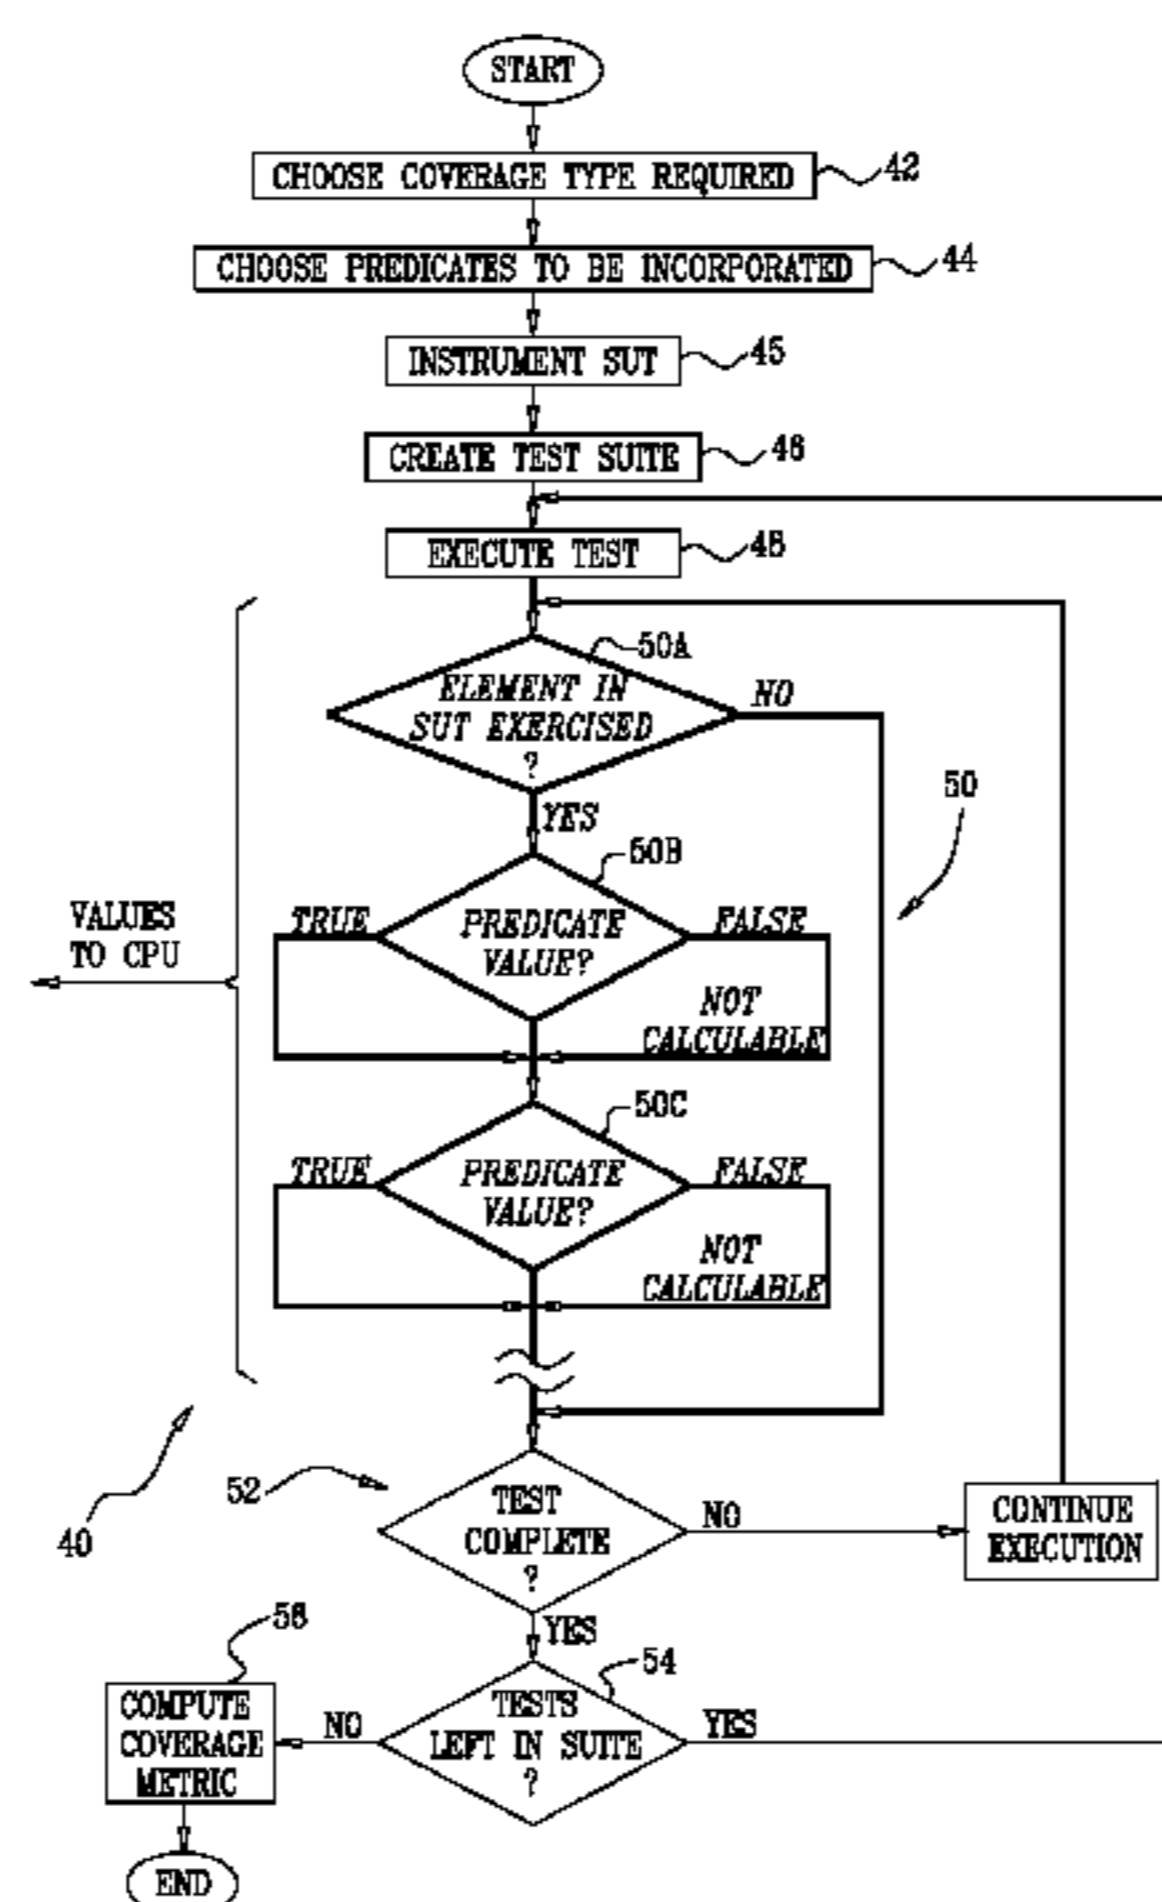 START
CHOOSE COVERAGE TYPE REQUIRED
42
CHOOSE PREDICATES TO BE INCORPORATED
44
INSTRUMENT SUT
45
CREATE TEST SUITE
46
EXECUTE TEST
48
50A
ELEMENT IN
SUT EXERCISED
?
NO
YES
50
50B
VALUES
TO CPU
TRUE
PREDICATE
VALUE?
FALSE
NOT
CALCULABLE
50C
TRUE
PREDICATE
VALUE?
FALSE
NOT
CALCULABLE
40
52
TEST
COMPLETE
?
NO
CONTINUE
EXECUTION
YES
58
54
TESTS
LEFT IN SUITE
?
NO
YES
COMPUTE
COVERAGE
METRIC
END